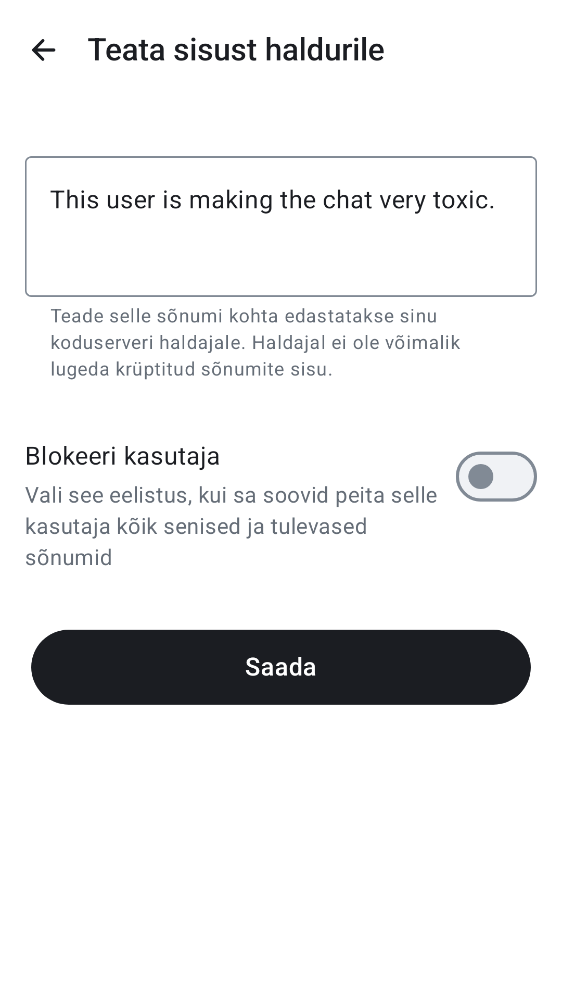 Teata sisust haldurile
This user is making the chat very toxic.
Teade selle sõnumi kohta edastatakse sinu
koduserveri haldajale. Haldajal ei ole võimalik
lugeda krüptitud sõnumite sisu.
Blokeeri kasutaja
Vali see eelistus, kui sa soovid peita selle
kasutaja kõik senised ja tulevased
sõnumid
Saada